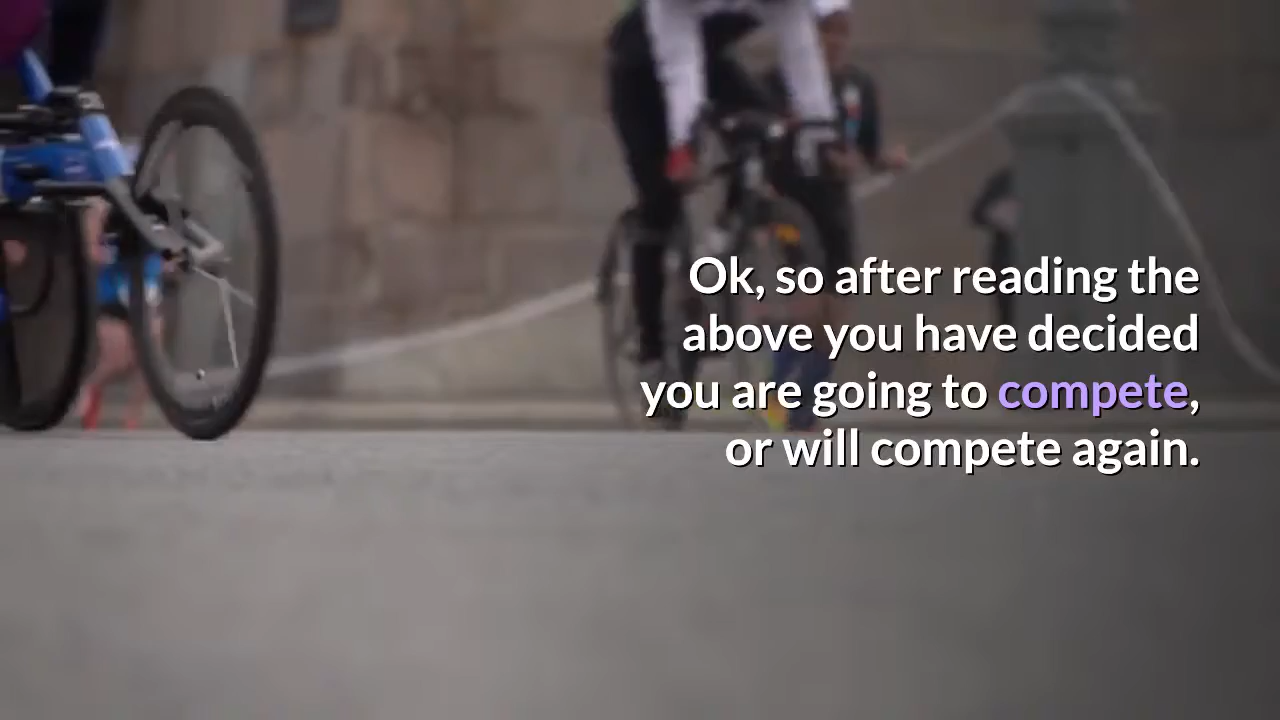 Ok, so after reading the
above you have decided
you are going to compete,
or will compete again.